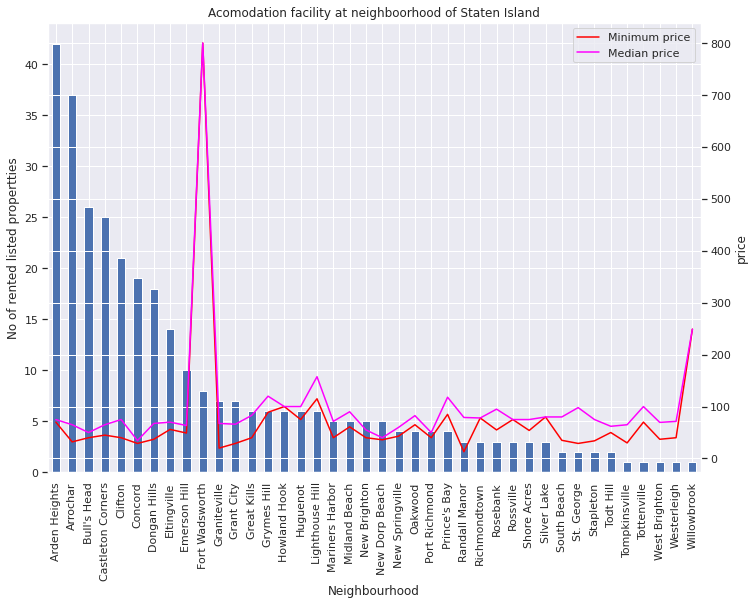 Acomodation facility at neighboorhood of Staten Island
Minimum price
Median price
No of rented listed propertties
0
5
10
15
20
25
30
35
40
price
0
100
200
300
400
500
600
700
800
Arden Heights
Arrochar
Bull's Head
Castleton Corners
Clifton
Concord
Dongan Hills
Eltingville
Emerson Hill
Fort Wadsworth
Graniteville
Grant City
Great Kills
Grymes Hill
Howland Hook
Huguenot
Lighthouse Hill
Mariners Harbor
Midland Beach
New Brighton
New Dorp Beach
New Springville
Oakwood
Port Richmond
Prince's Bay
Randall Manor
Richmondtown
Rosebank
Rossville
Shore Acres
Silver Lake
South Beach
St. George
Stapleton
Todt Hill
Tompkinsville
Tottenville
West Brighton
Westerleigh
Willowbrook
Neighbourhood